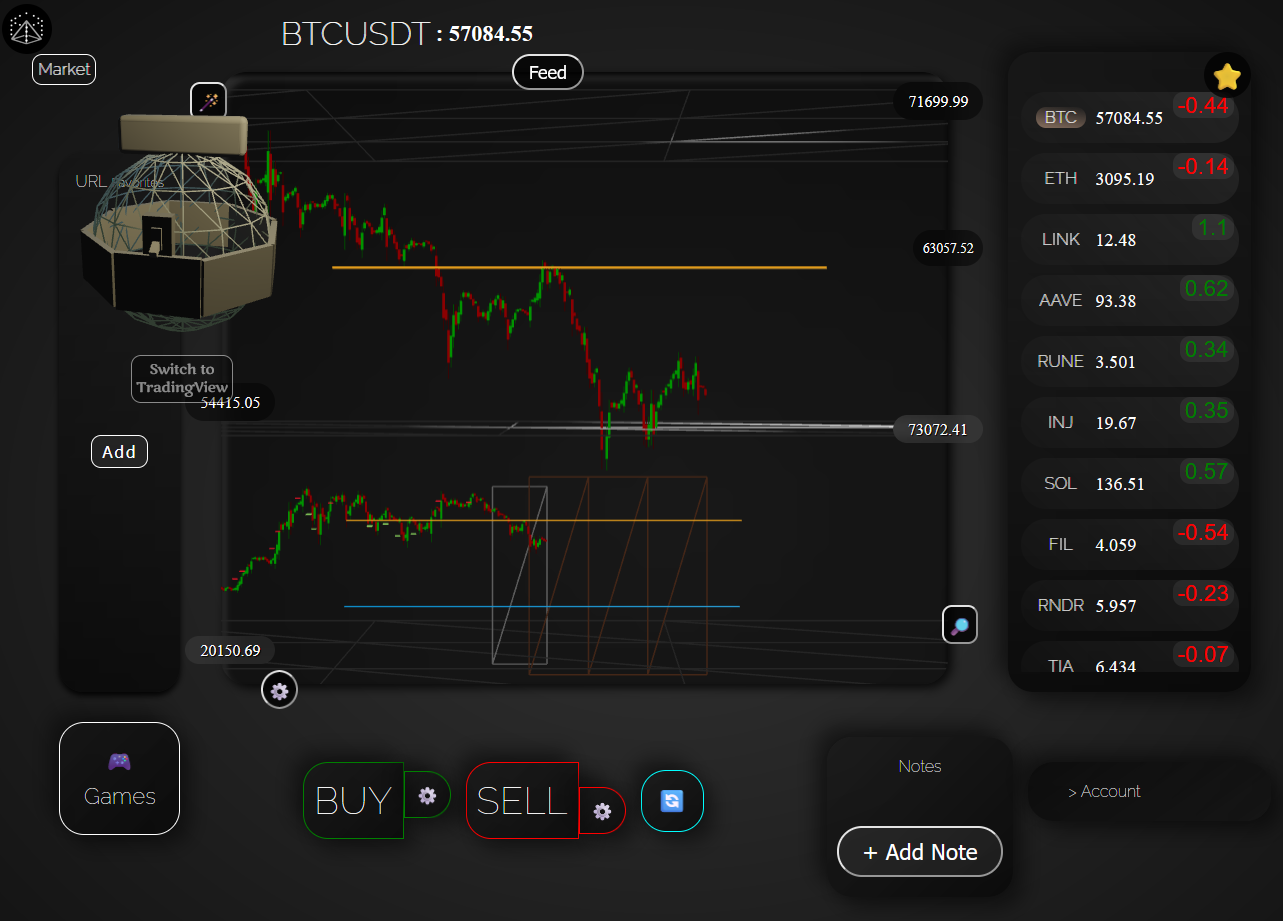 BTCUSDT : 57084.55
Market
Feed
71699.99
URL Favorites
63057.52
Switch to
TradingView
54415.05
73072.41
Add
20150.69
BTC 57084.55 -0.44
ETH 3095.19 -0.14
LINK 12.48 1.1
AAVE 93.38 0.62
RUNE 3.501 0.34
INJ 19.67 0.35
SOL 136.51 0.57
FIL 4.059 -0.54
RNDR 5.957 -0.23
TIA 6.434 -0.07
Games
BUY
SELL
Notes
+ Add Note
> Account